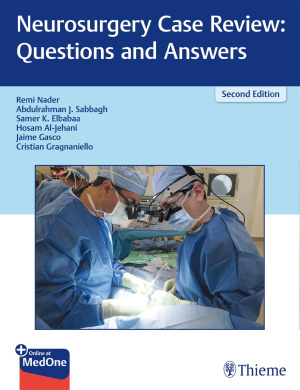 Neurosurgery Case Review:
Questions and Answers
Second Edition
Remi Nader
Abdulrahman J. Sabbagh
Samer K. Elbabaa
Hosam Al-Jehani
Jaime Gasco
Cristian Gragnaniello
+ Online at
MedOne
Thieme